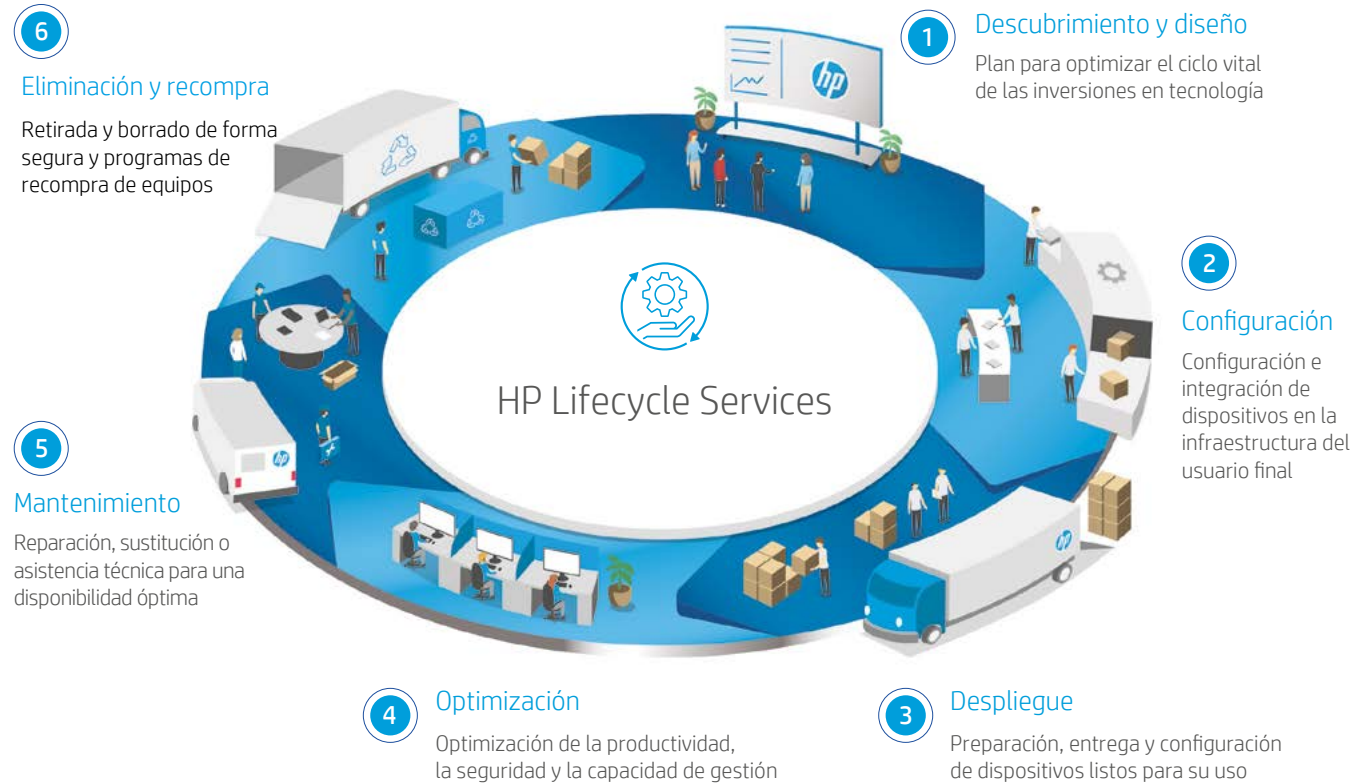 1
Descubrimiento y diseño
Plan para optimizar el ciclo vital
de las inversiones en tecnología
hp
2
Configuración
Configuración e
integración de
dispositivos en la
infraestructura del
usuario final
3
Despliegue
Preparación, entrega y configuración
de dispositivos listos para su uso
hp
4
Optimización
Optimización de la productividad,
la seguridad y la capacidad de gestión
5
Mantenimiento
Reparación, sustitución o
asistencia técnica para una
disponibilidad óptima
hp
6
Eliminación y recompra
Retirada y borrado de forma
segura y programas de
recompra de equipos
HP Lifecycle Services